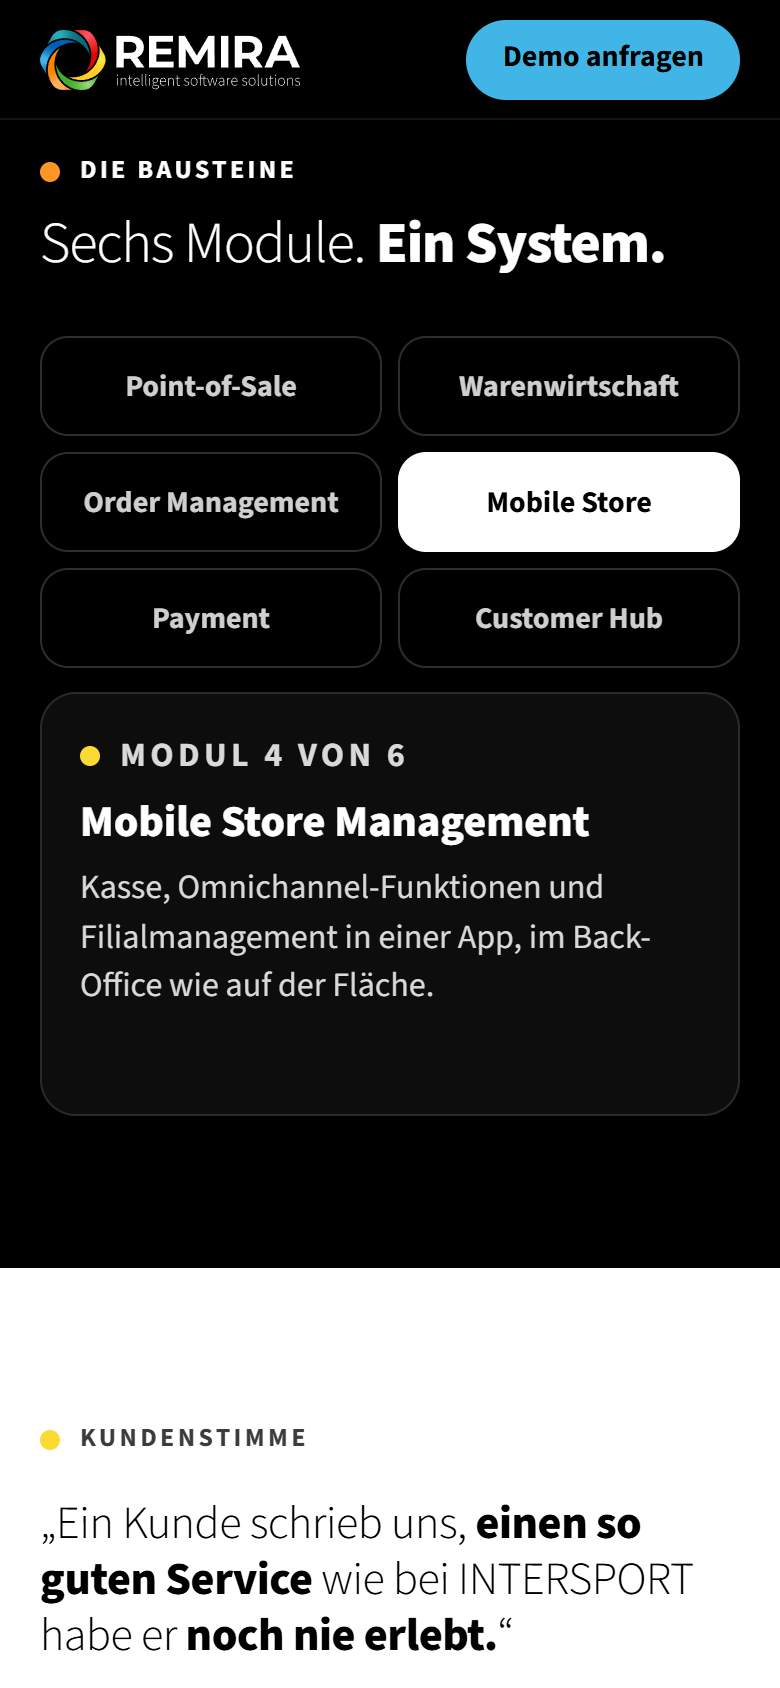 REMIRA
intelligent software solutions
Demo anfragen
DIE BAUSTEINE
Sechs Module. Ein System.
Point-of-Sale
Warenwirtschaft
Order Management
Mobile Store
Payment
Customer Hub
MODUL 4 VON 6
Mobile Store Management
Kasse, Omnichannel-Funktionen und
Filialmanagement in einer App, im Back-
Office wie auf der Fläche.
KUNDENSTIMME
„Ein Kunde schrieb uns, einen so
guten Service wie bei INTERSPORT
habe er noch nie erlebt.“